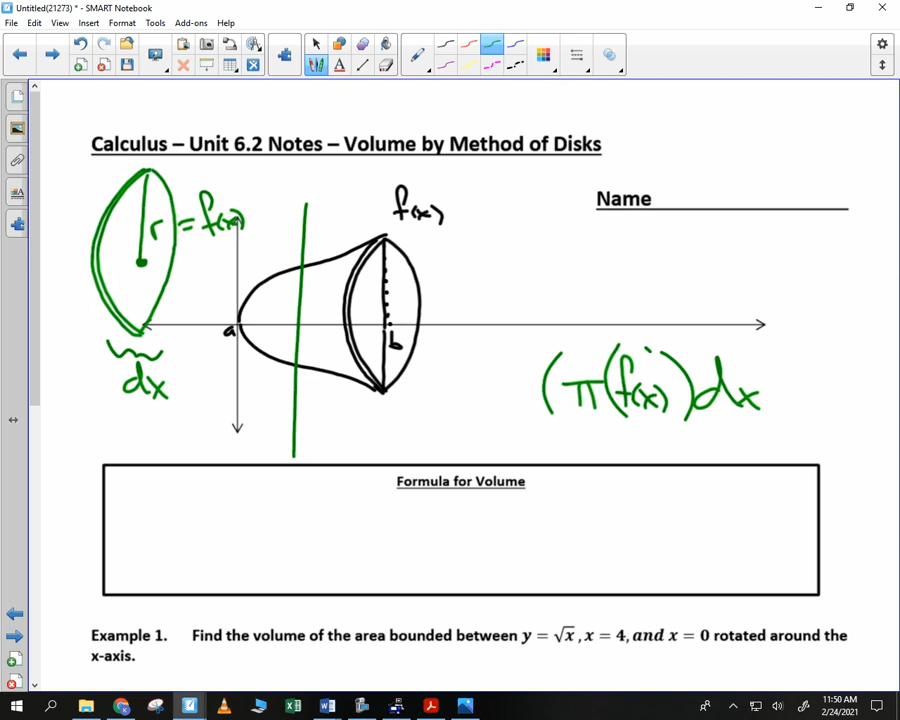 Untitled(21273) * - SMART Notebook
File Edit View Insert Format Tools Add-ons Help
Calculus – Unit 6.2 Notes – Volume by Method of Disks
Name
f(x)
r = f(x)
a
b
dx
(π(f(x))dx
Formula for Volume
Example 1. Find the volume of the area bounded between y = √x , x = 4, and x = 0 rotated around the
x-axis.
11:50 AM
2/24/2021